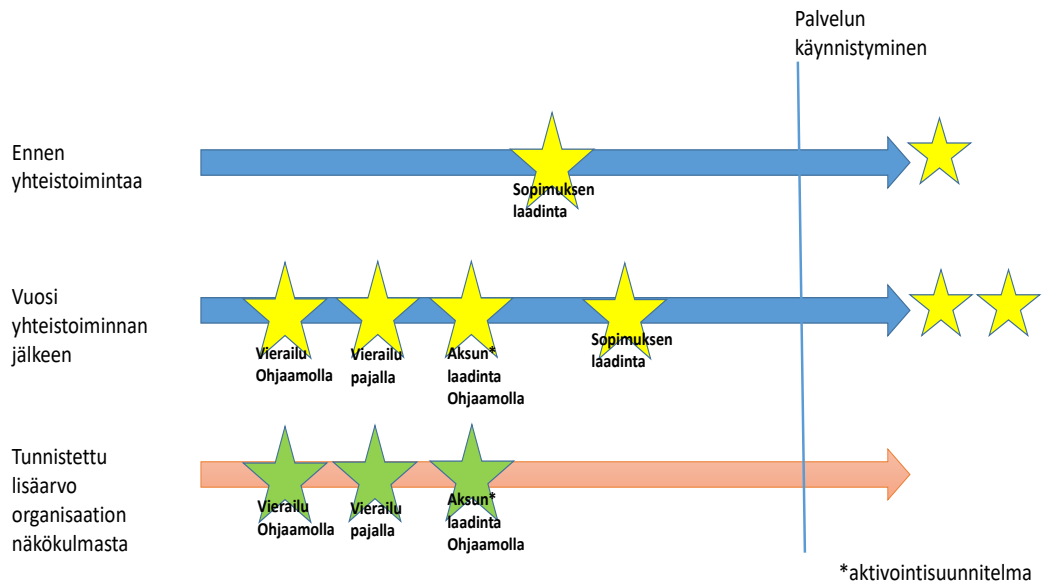 Palvelun
käynnistyminen
Ennen
yhteistoimintaa
Sopimuksen
laadinta
Vuosi
yhteistoiminnan
jälkeen
Vierailu
Ohjaamolla
Vierailu
pajalla
Aksun*
laadinta
Ohjaamolla
Sopimuksen
laadinta
Tunnistettu
lisäarvo
organisaation
näkökulmasta
Vierailu
Ohjaamolla
Vierailu
pajalla
Aksun*
laadinta
Ohjaamolla
*aktivointisuunnitelma